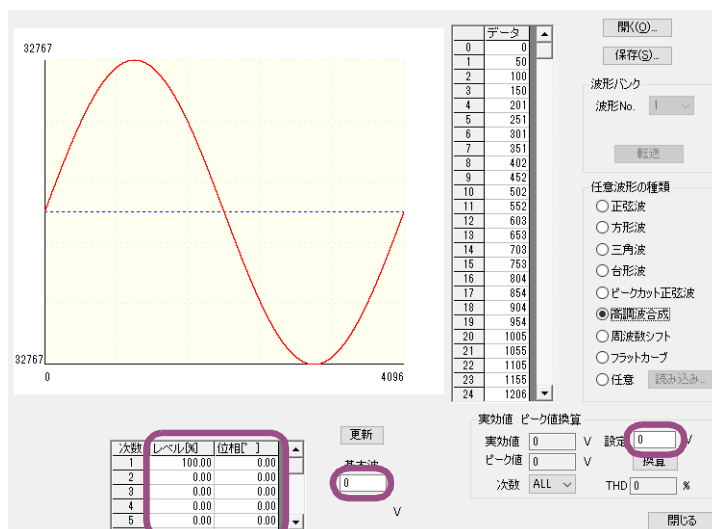 32767
32767
0 4096
データ
0 0
1 50
2 100
3 150
4 201
5 251
6 301
7 351
8 402
9 452
10 502
11 552
12 603
13 653
14 703
15 753
16 804
17 854
18 904
19 954
20 1005
21 1055
22 1105
23 1155
24 1206
開く(O)...
保存(S)...
波形バンク
波形No. 1
転送
任意波形の種類
正弦波
方形波
三角波
台形波
ピークカット正弦波
高調波合成
周波数シフト
フラットカーブ
任意 読み込み...
次数 レベル[%] 位相[° ]
1 100.00 0.00
2 0.00 0.00
3 0.00 0.00
4 0.00 0.00
5 0.00 0.00
更新
基本波
0
V
実効値 ピーク値換算
実効値 0 V 設定 0 V
ピーク値 0 V 換算
次数 ALL THD 0 %
閉じる